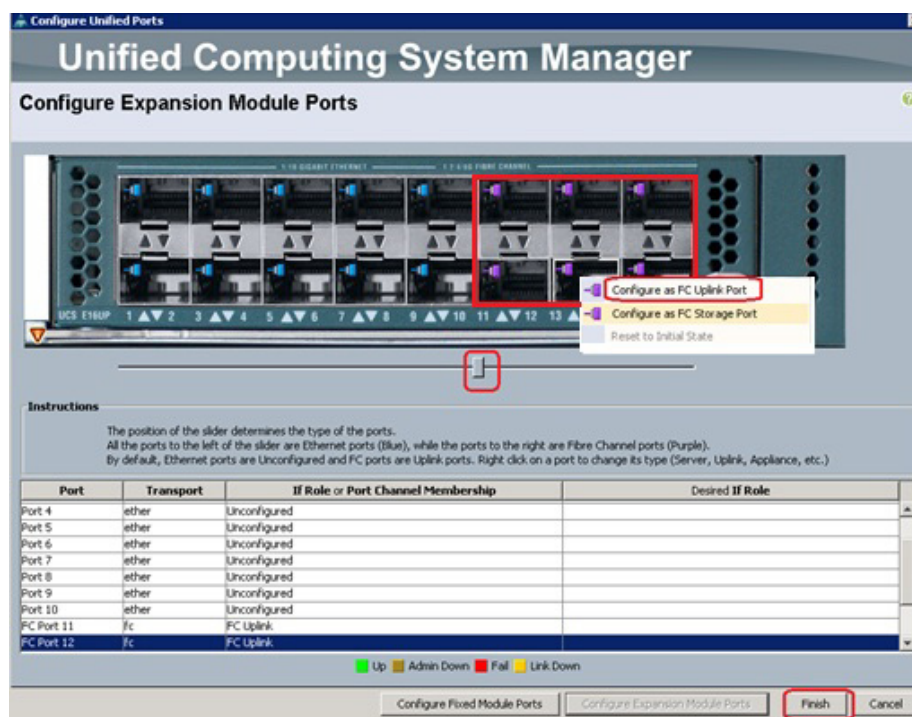 Configure Unified Ports
Unified Computing System Manager
Configure Expansion Module Ports
1/10 GIGABIT ETHERNET
FIBRE CHANNEL
UCS E16UP 1 ▲▼ 2 3 ▲▼ 4 5 ▲▼ 6 7 ▲▼ 8 9 ▲▼ 10 11 ▲▼ 12 13
Configure as FC Uplink Port
Configure as FC Storage Port
Reset to Initial State
Instructions
The position of the slider determines the type of the ports.
All the ports to the left of the slider are Ethernet ports (Blue), while the ports to the right are Fibre Channel ports (Purple).
By default, Ethernet ports are Unconfigured and FC ports are Uplink ports. Right click on a port to change its type (Server, Uplink, Appliance, etc.)
Port Transport If Role or Port Channel Membership Desired If Role
Port 4 ether Unconfigured
Port 5 ether Unconfigured
Port 6 ether Unconfigured
Port 7 ether Unconfigured
Port 8 ether Unconfigured
Port 9 ether Unconfigured
Port 10 ether Unconfigured
FC Port 11 fc FC Uplink
FC Port 12 fc FC Uplink
Up Admin Down Fail Link Down
Configure Fixed Module Ports Configure Expansion Module Ports Finish Cancel